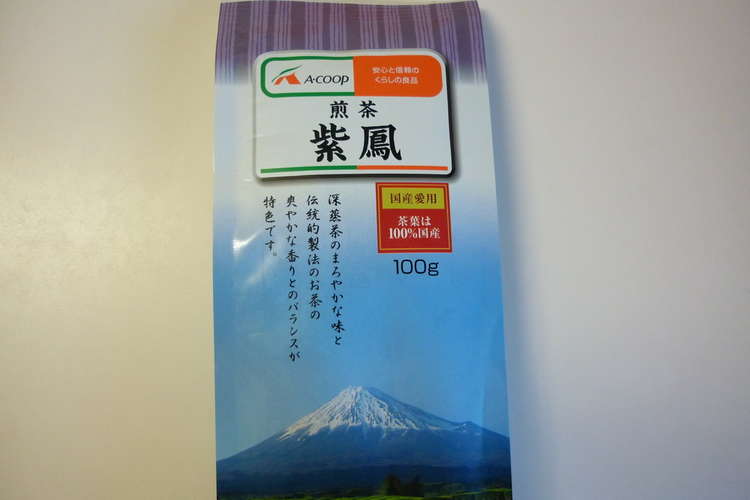 A·COOP
安心と信頼の
くらしの良品
煎茶
紫鳳
国産愛用
茶葉は
100%国産
100g
深蒸茶のまろやかな味と
伝統的製法のお茶の
爽やかな香りとのバランスが
特色です。